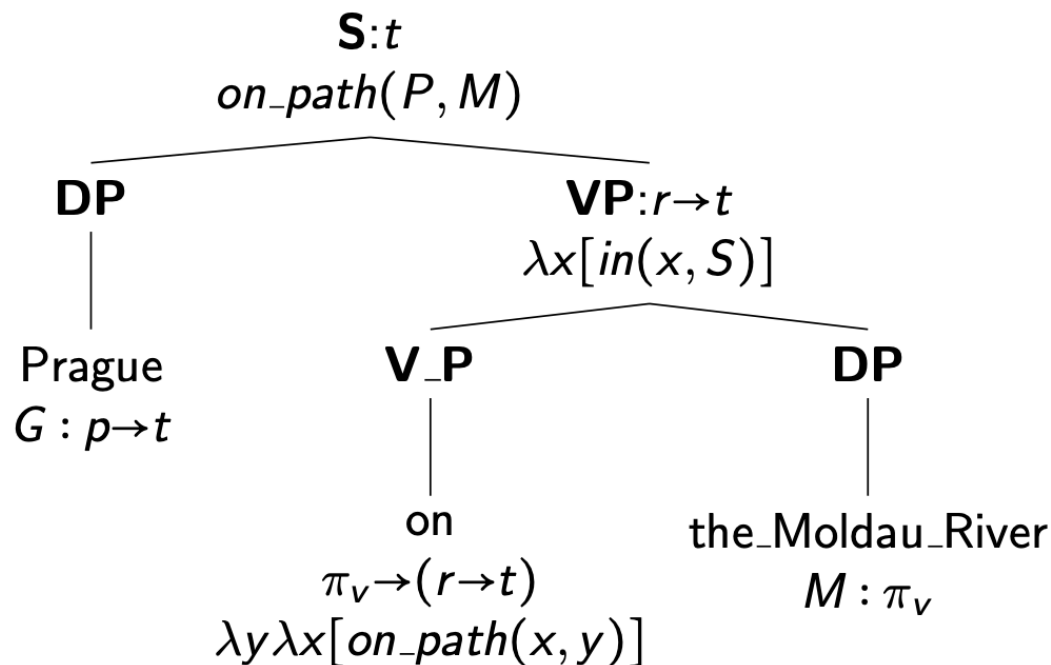 S:t
on_path(P, M)
DP
VP:r→t
λx[in(x, S)]
V_P
DP
Prague
G : p→t
on
π_v→(r→t)
λyλx[on_path(x, y)]
the_Moldau_River
M : π_v